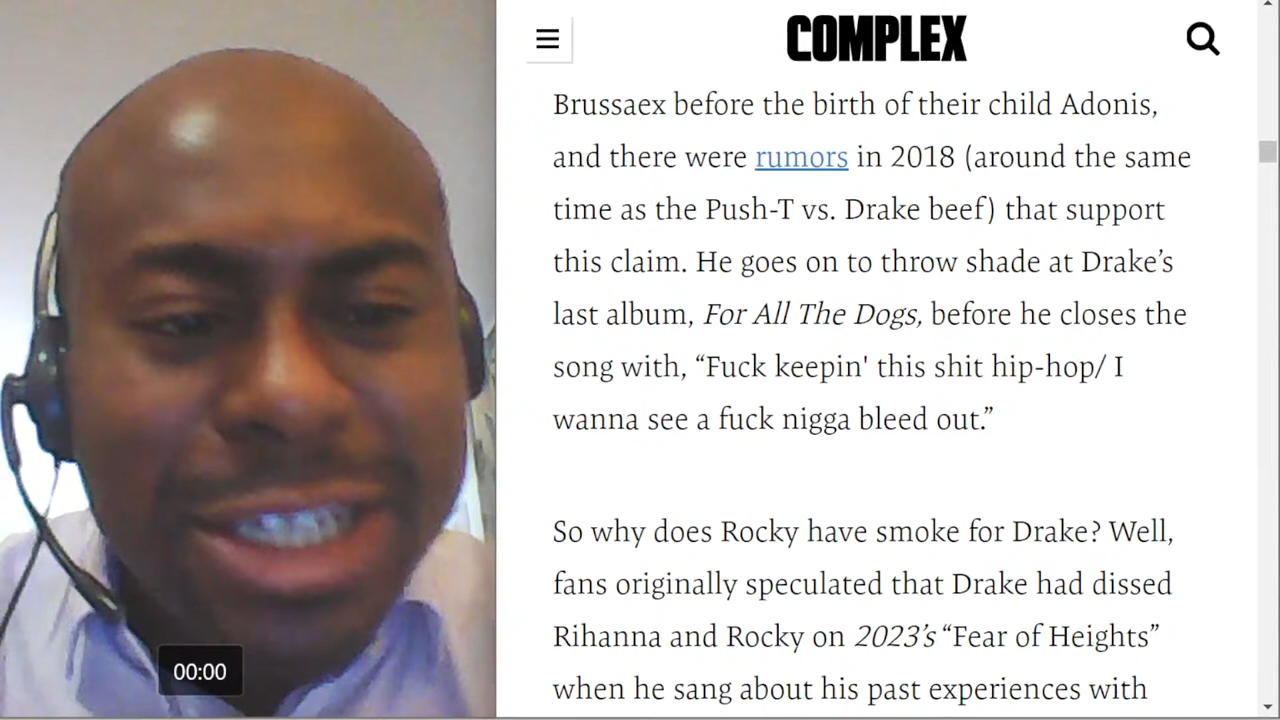 COMPLEX
Brussaex before the birth of their child Adonis,
and there were rumors in 2018 (around the same
time as the Push-T vs. Drake beef) that support
this claim. He goes on to throw shade at Drake’s
last album, For All The Dogs, before he closes the
song with, “Fuck keepin' this shit hip-hop/ I
wanna see a fuck nigga bleed out.”
So why does Rocky have smoke for Drake? Well,
fans originally speculated that Drake had dissed
Rihanna and Rocky on 2023’s “Fear of Heights”
when he sang about his past experiences with
00:00